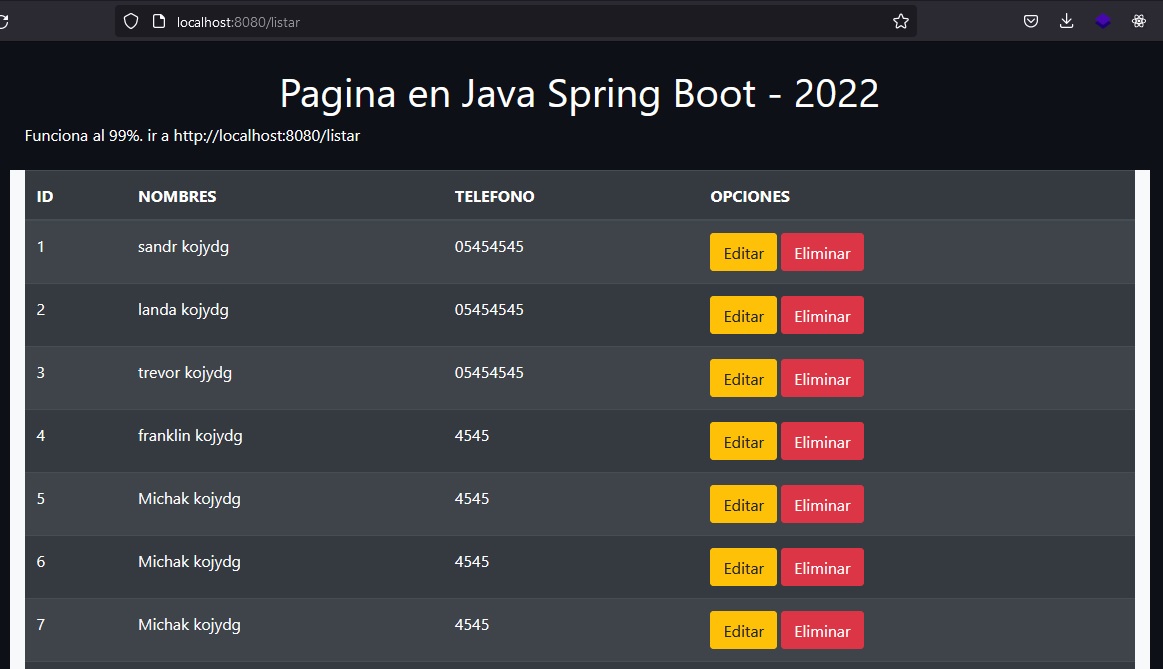 localhost:8080/listar
Pagina en Java Spring Boot - 2022
Funciona al 99%. ir a http://localhost:8080/listar
ID NOMBRES TELEFONO OPCIONES
1 sandr kojydg 05454545 Editar Eliminar
2 landa kojydg 05454545 Editar Eliminar
3 trevor kojydg 05454545 Editar Eliminar
4 franklin kojydg 4545 Editar Eliminar
5 Michak kojydg 4545 Editar Eliminar
6 Michak kojydg 4545 Editar Eliminar
7 Michak kojydg 4545 Editar Eliminar